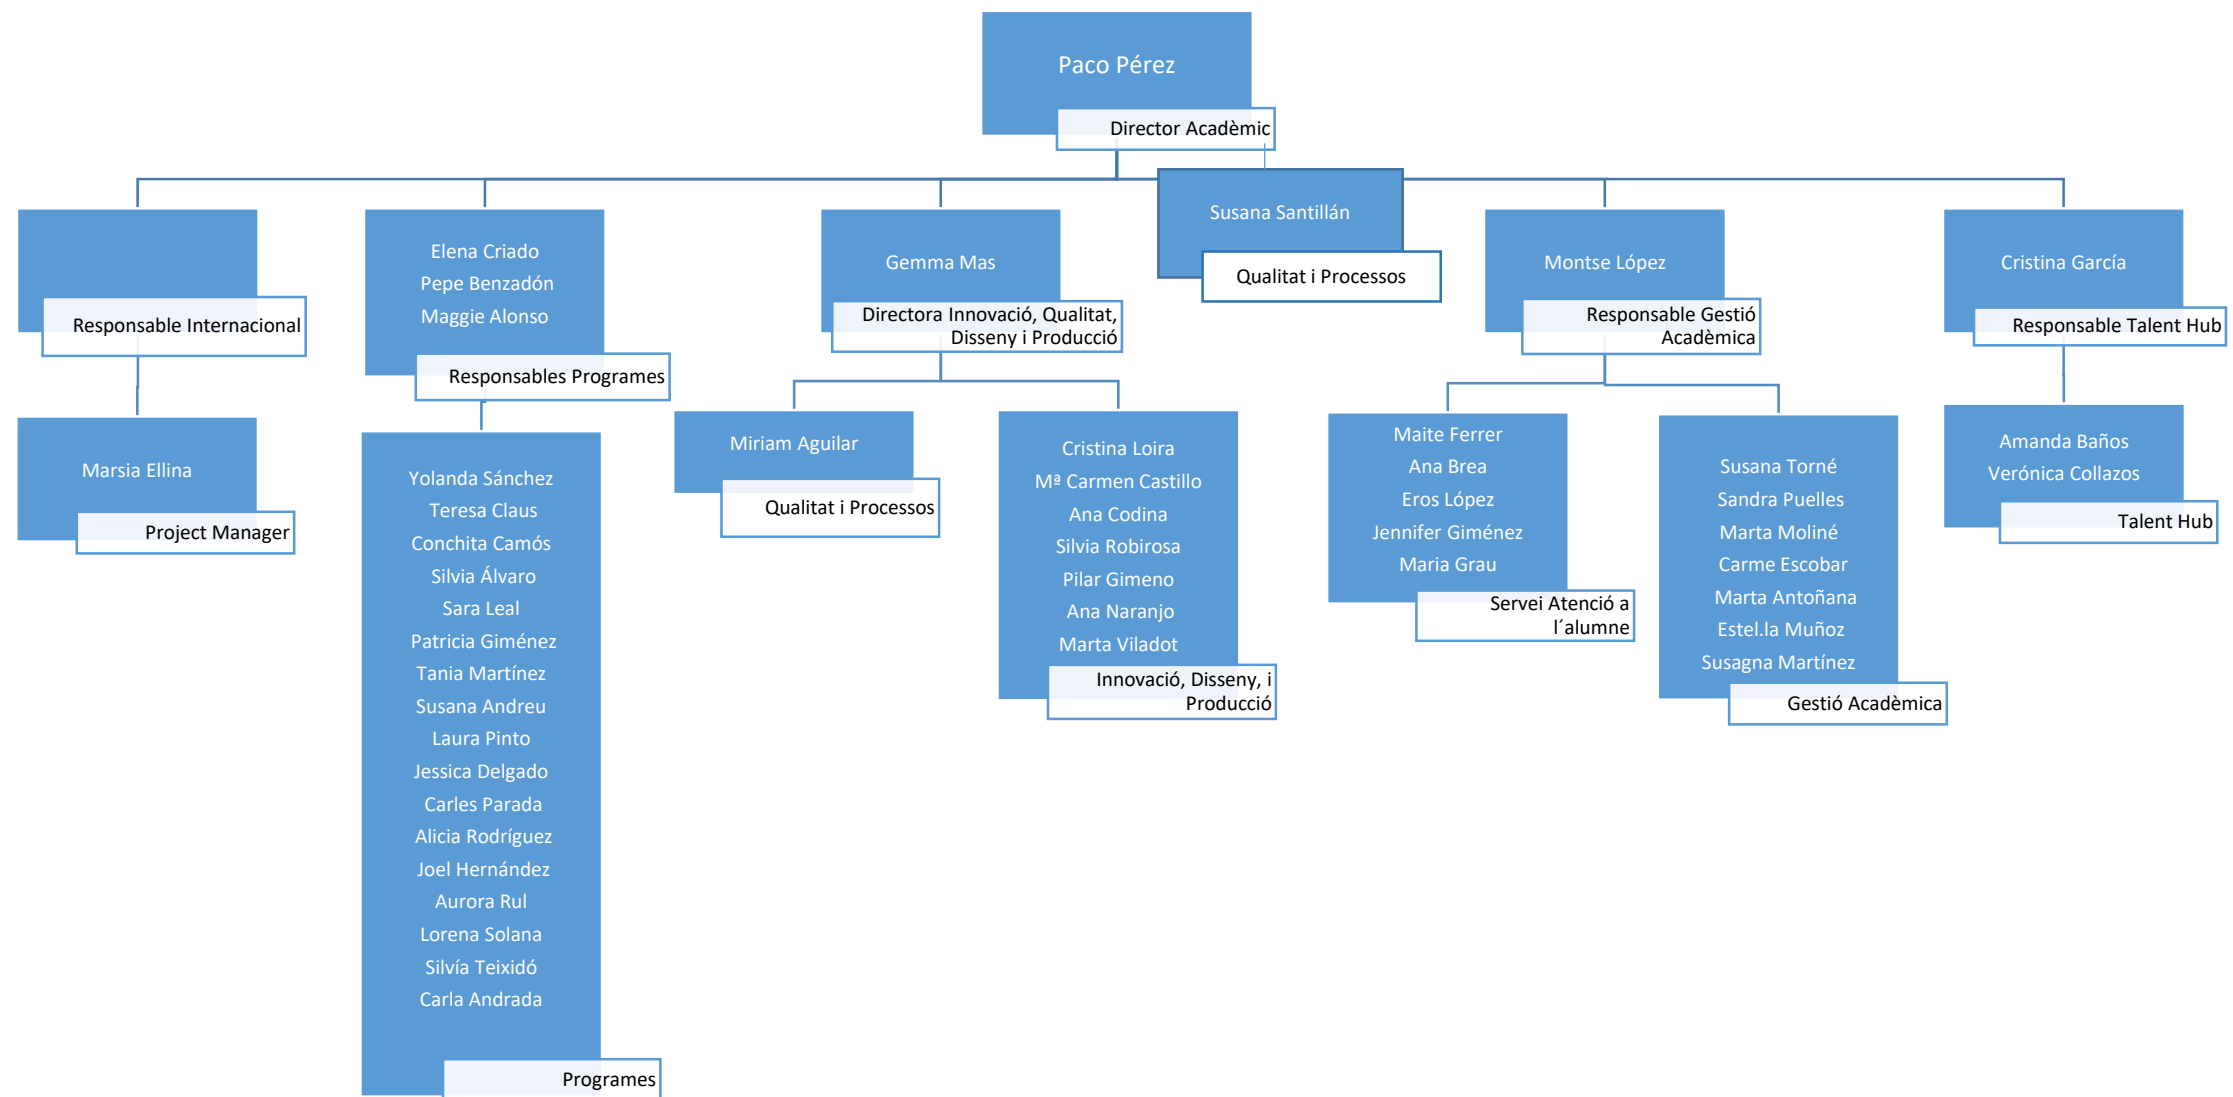 Paco Pérez
Director Acadèmic
Responsable Internacional
Elena Criado
Pepe Benzadón
Maggie Alonso
Responsables Programes
Gemma Mas
Directora Innovació, Qualitat,
Disseny i Producció
Susana Santillán
Qualitat i Processos
Montse López
Responsable Gestió
Acadèmica
Cristina García
Responsable Talent Hub
Marsia Ellina
Project Manager
Yolanda Sánchez
Teresa Claus
Conchita Camós
Silvia Álvaro
Sara Leal
Patricia Giménez
Tania Martínez
Susana Andreu
Laura Pinto
Jessica Delgado
Carles Parada
Alicia Rodríguez
Joel Hernández
Aurora Rul
Lorena Solana
Silvía Teixidó
Carla Andrada
Programes
Miriam Aguilar
Qualitat i Processos
Cristina Loira
Mª Carmen Castillo
Ana Codina
Silvia Robirosa
Pilar Gimeno
Ana Naranjo
Marta Viladot
Innovació, Disseny, i
Producció
Maite Ferrer
Ana Brea
Eros López
Jennifer Giménez
Maria Grau
Servei Atenció a
l´alumne
Susana Torné
Sandra Puelles
Marta Moliné
Carme Escobar
Marta Antoñana
Estel.la Muñoz
Susagna Martínez
Gestió Acadèmica
Amanda Baños
Verónica Collazos
Talent Hub